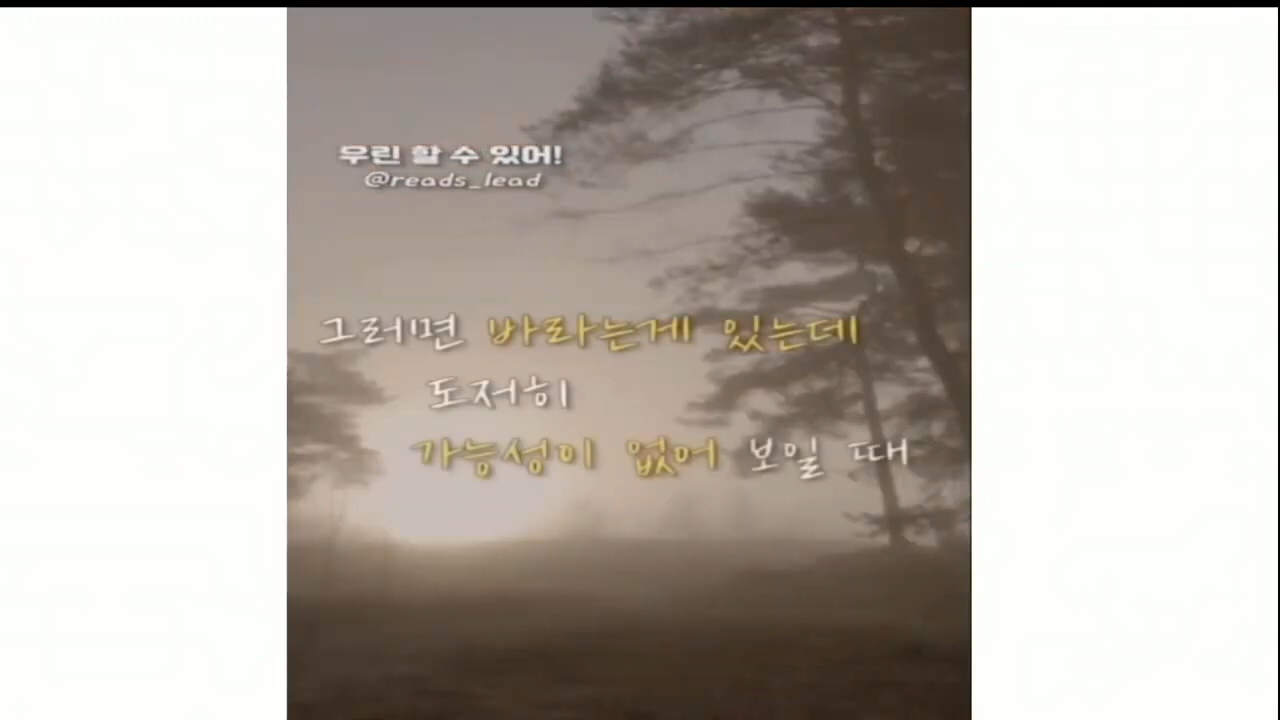 우린 할 수 있어!
@reads_lead
그러면 바라는게 있는데
도저히
가능성이 없어 보일 때